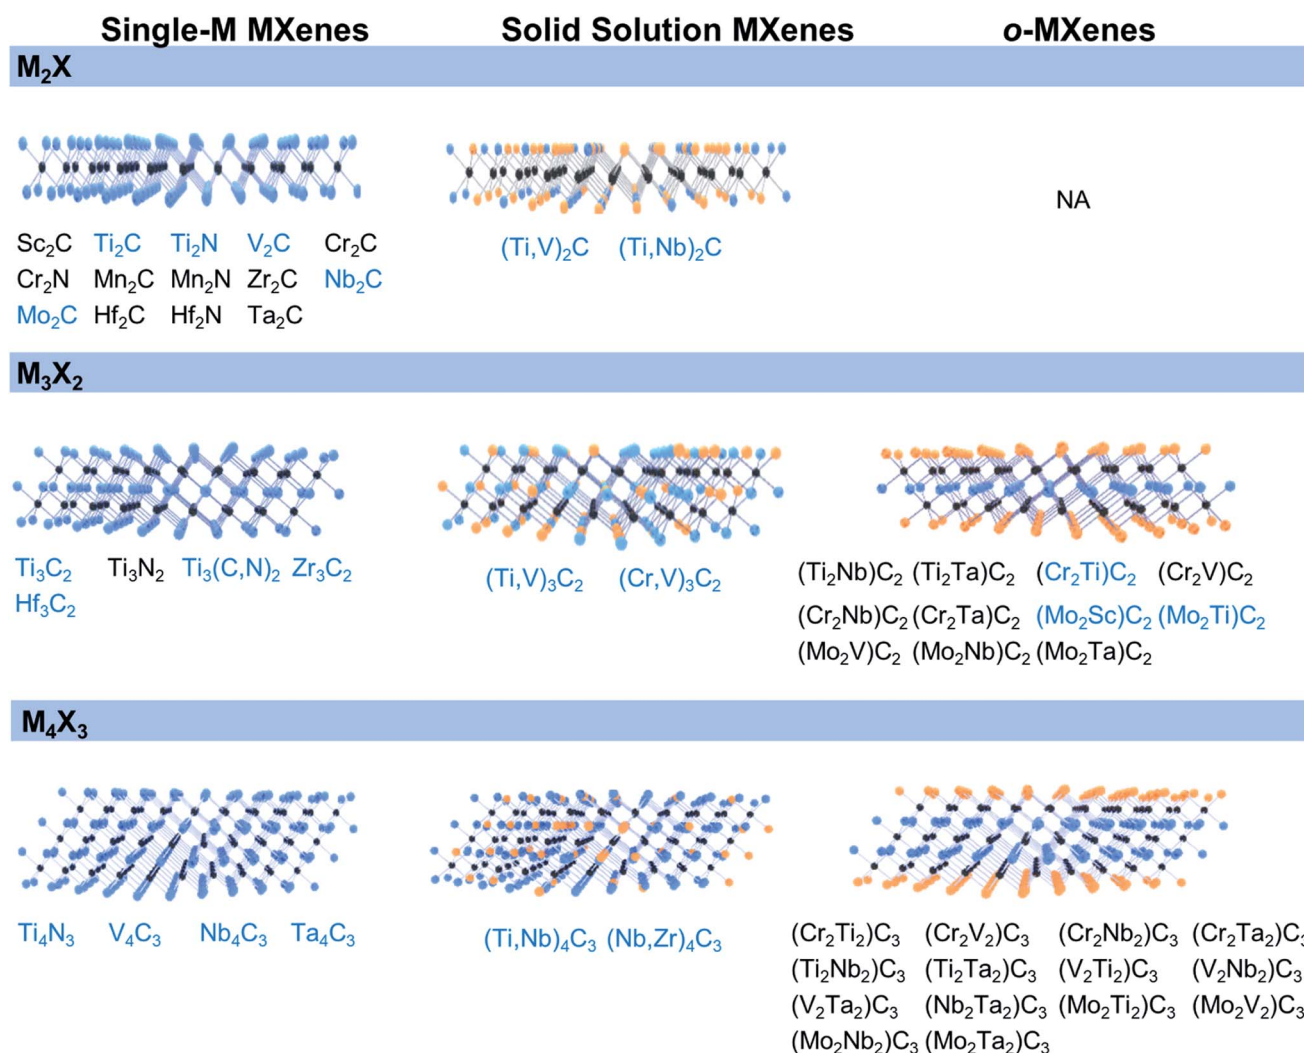 Single-M MXenes Solid Solution MXenes o-MXenes
M₂X
NA
Sc₂C Ti₂C Ti₂N V₂C Cr₂C
Cr₂N Mn₂C Mn₂N Zr₂C Nb₂C
Mo₂C Hf₂C Hf₂N Ta₂C
(Ti,V)₂C (Ti,Nb)₂C
M₃X₂
Ti₃C₂ Ti₃N₂ Ti₃(C,N)₂ Zr₃C₂
Hf₃C₂
(Ti,V)₃C₂ (Cr,V)₃C₂
(Ti₂Nb)C₂ (Ti₂Ta)C₂ (Cr₂Ti)C₂ (Cr₂V)C₂
(Cr₂Nb)C₂ (Cr₂Ta)C₂ (Mo₂Sc)C₂ (Mo₂Ti)C₂
(Mo₂V)C₂ (Mo₂Nb)C₂ (Mo₂Ta)C₂
M₄X₃
Ti₄N₃ V₄C₃ Nb₄C₃ Ta₄C₃
(Ti,Nb)₄C₃ (Nb,Zr)₄C₃
(Cr₂Ti₂)C₃ (Cr₂V₂)C₃ (Cr₂Nb₂)C₃ (Cr₂Ta₂)C₃
(Ti₂Nb₂)C₃ (Ti₂Ta₂)C₃ (V₂Ti₂)C₃ (V₂Nb₂)C₃
(V₂Ta₂)C₃ (Nb₂Ta₂)C₃ (Mo₂Ti₂)C₃ (Mo₂V₂)C₃
(Mo₂Nb₂)C₃ (Mo₂Ta₂)C₃